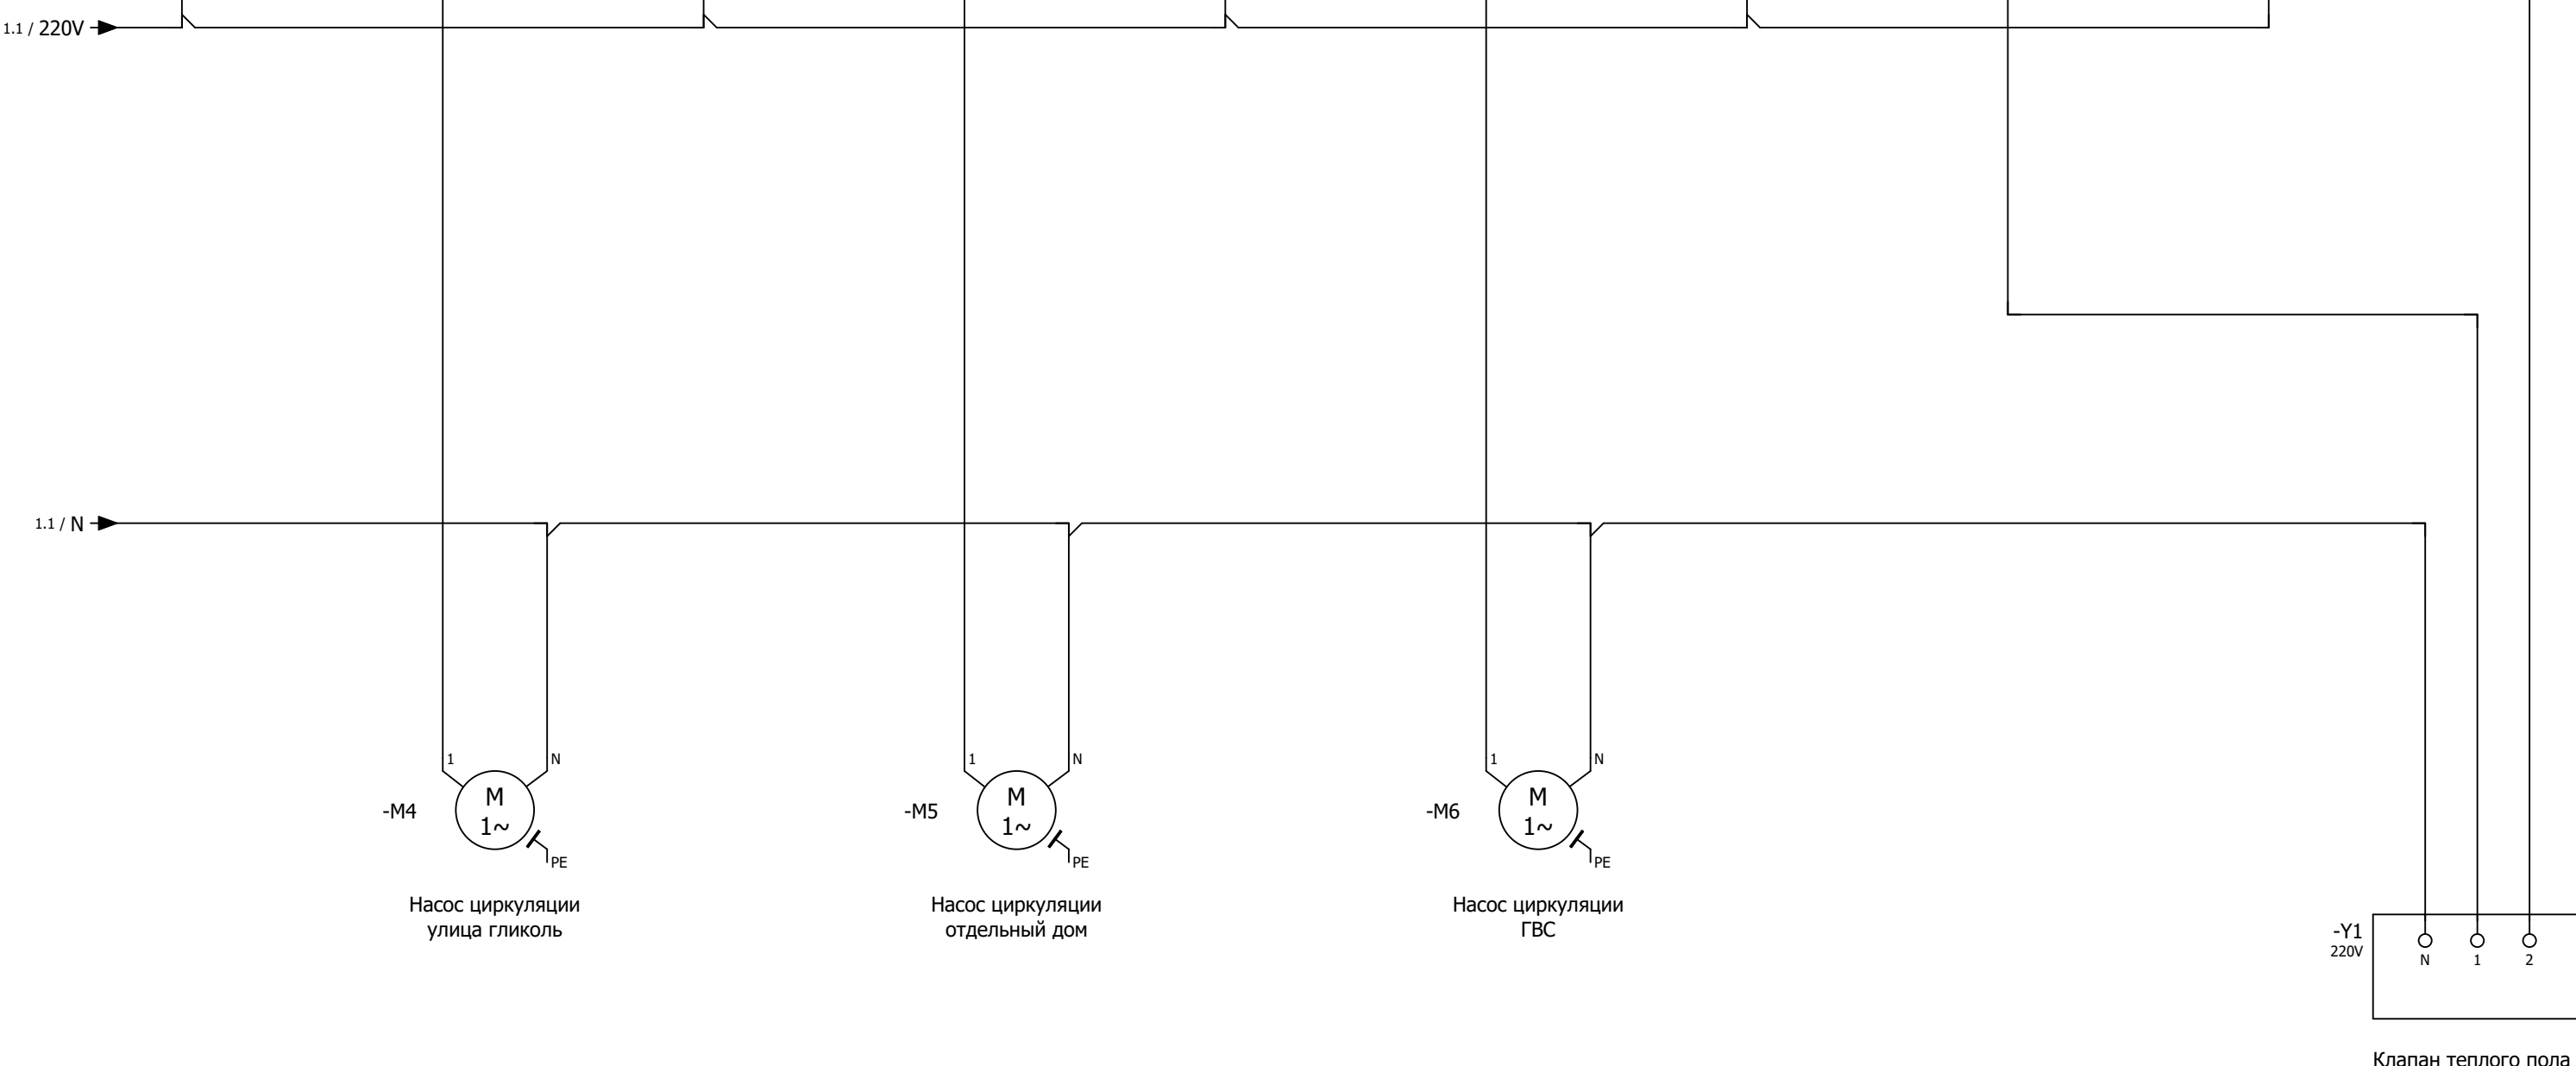 1.1 / 220V
1.1 / N
1 N
1 N
1 N
-M4
M
1~
PE
-M5
M
1~
PE
-M6
M
1~
PE
Насос циркуляции
улица гликоль
Насос циркуляции
отдельный дом
Насос циркуляции
ГВС
-Y1
220V
N 1 2
Клапан теплого пола